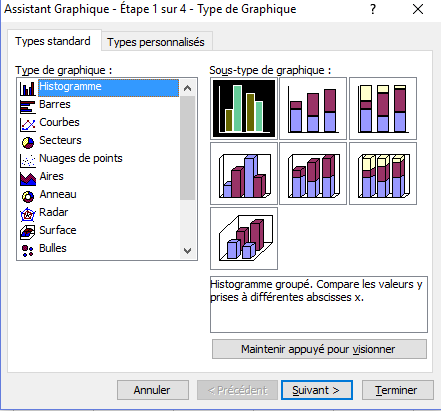 Assistant Graphique - Étape 1 sur 4 - Type de Graphique
Types standard
Types personnalisés
Type de graphique :
Histogramme
Barres
Courbes
Secteurs
Nuages de points
Aires
Anneau
Radar
Surface
Bulles
Sous-type de graphique :
Histogramme groupé. Compare les valeurs y
prises à différentes abscisses x.
Maintenir appuyé pour visionner
Annuler
< Précédent
Suivant >
Terminer